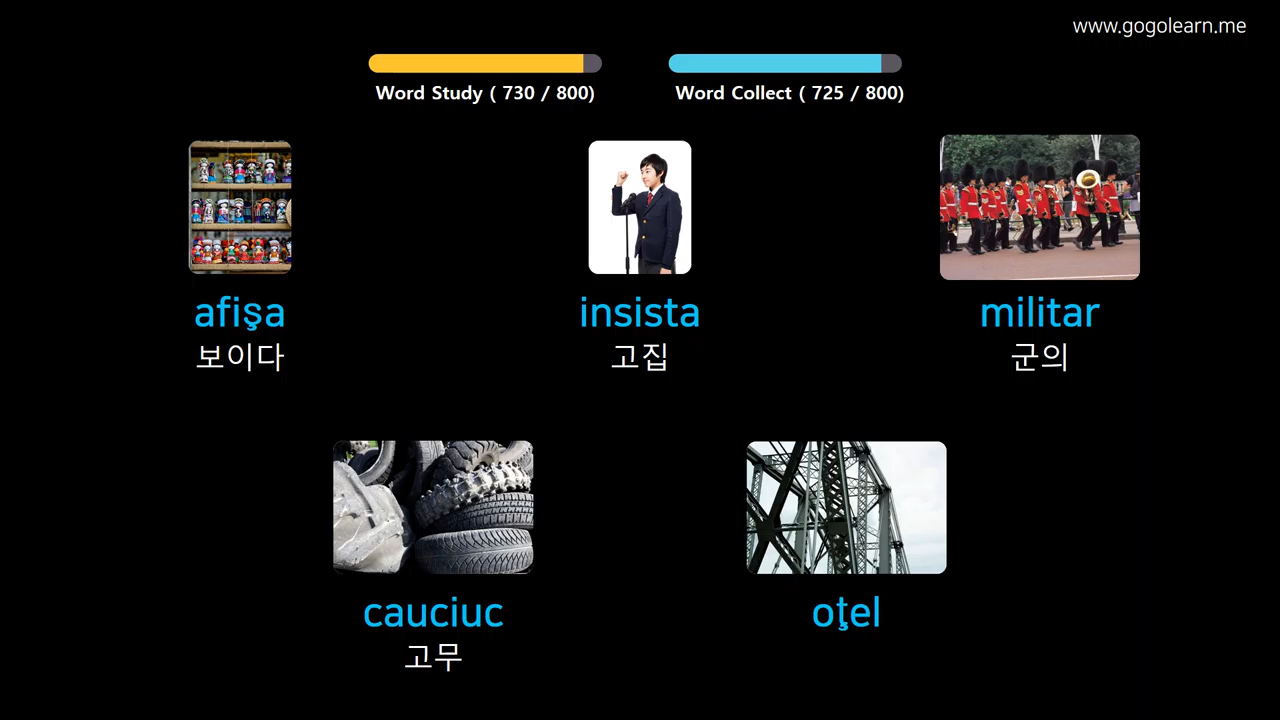 www.gogolearn.me
Word Study ( 730 / 800)
Word Collect ( 725 / 800)
afişa
insista
militar
보이다
고집
군의
cauciuc
oţel
고무